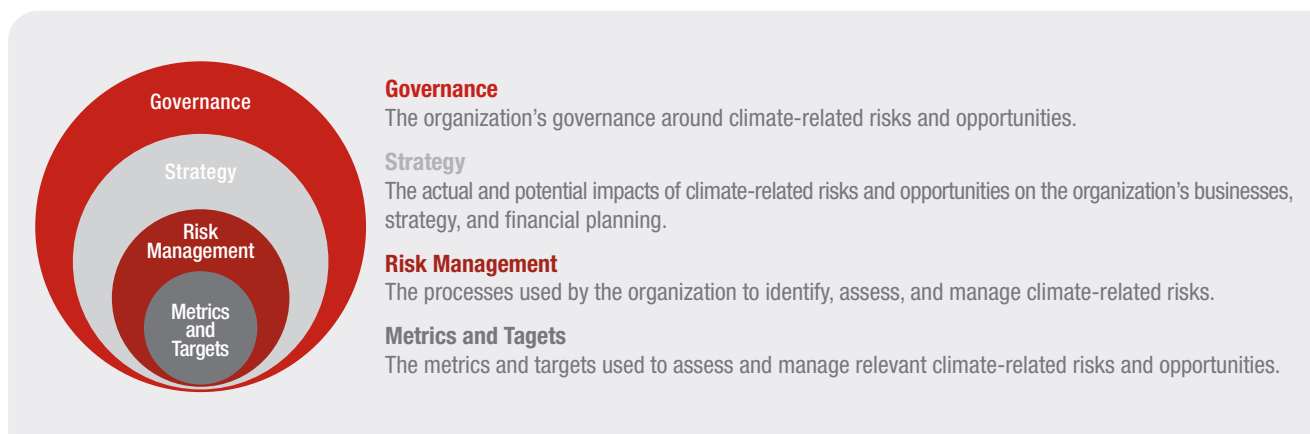 Governance
Strategy
Risk
Management
Metrics
and
Targets
Governance
The organization's governance around climate-related risks and opportunities.
Strategy
The actual and potential impacts of climate-related risks and opportunities on the organization's businesses,
strategy, and financial planning.
Risk Management
The processes used by the organization to identify, assess, and manage climate-related risks.
Metrics and Tagets
The metrics and targets used to assess and manage relevant climate-related risks and opportunities.